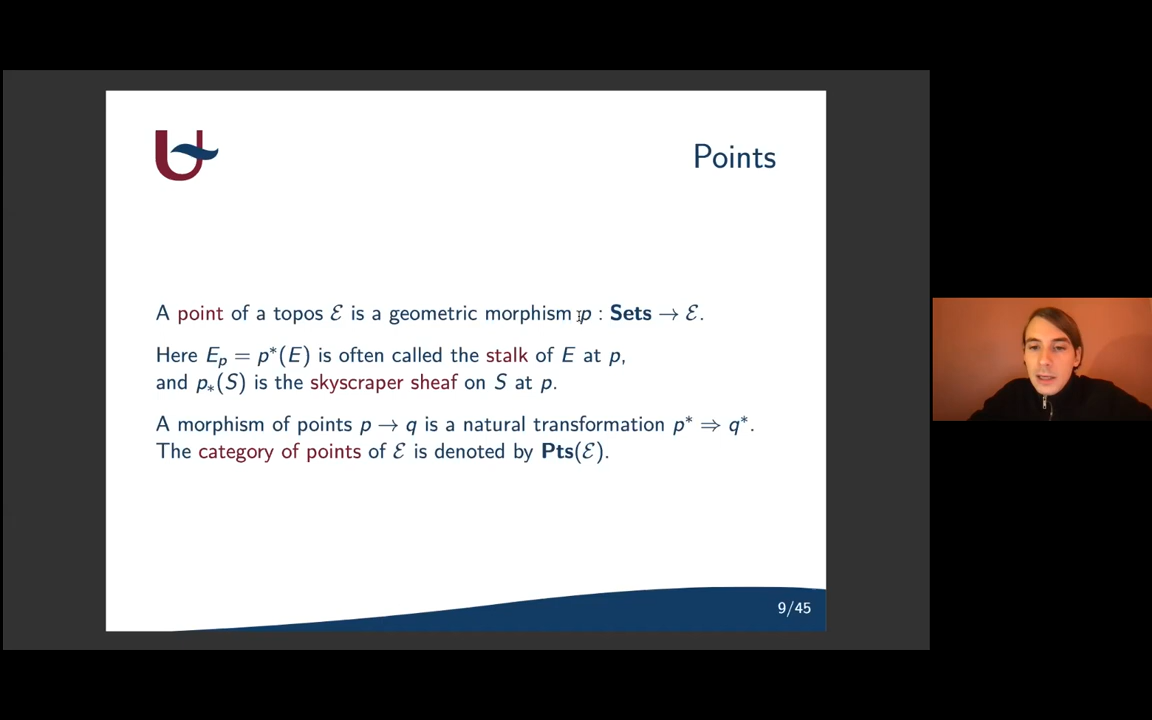 Points
A point of a topos ℰ is a geometric morphism p : Sets → ℰ.
Here Eₚ = p*(E) is often called the stalk of E at p,
and p∗(S) is the skyscraper sheaf on S at p.
A morphism of points p → q is a natural transformation p* ⇒ q*.
The category of points of ℰ is denoted by Pts(ℰ).
9/45